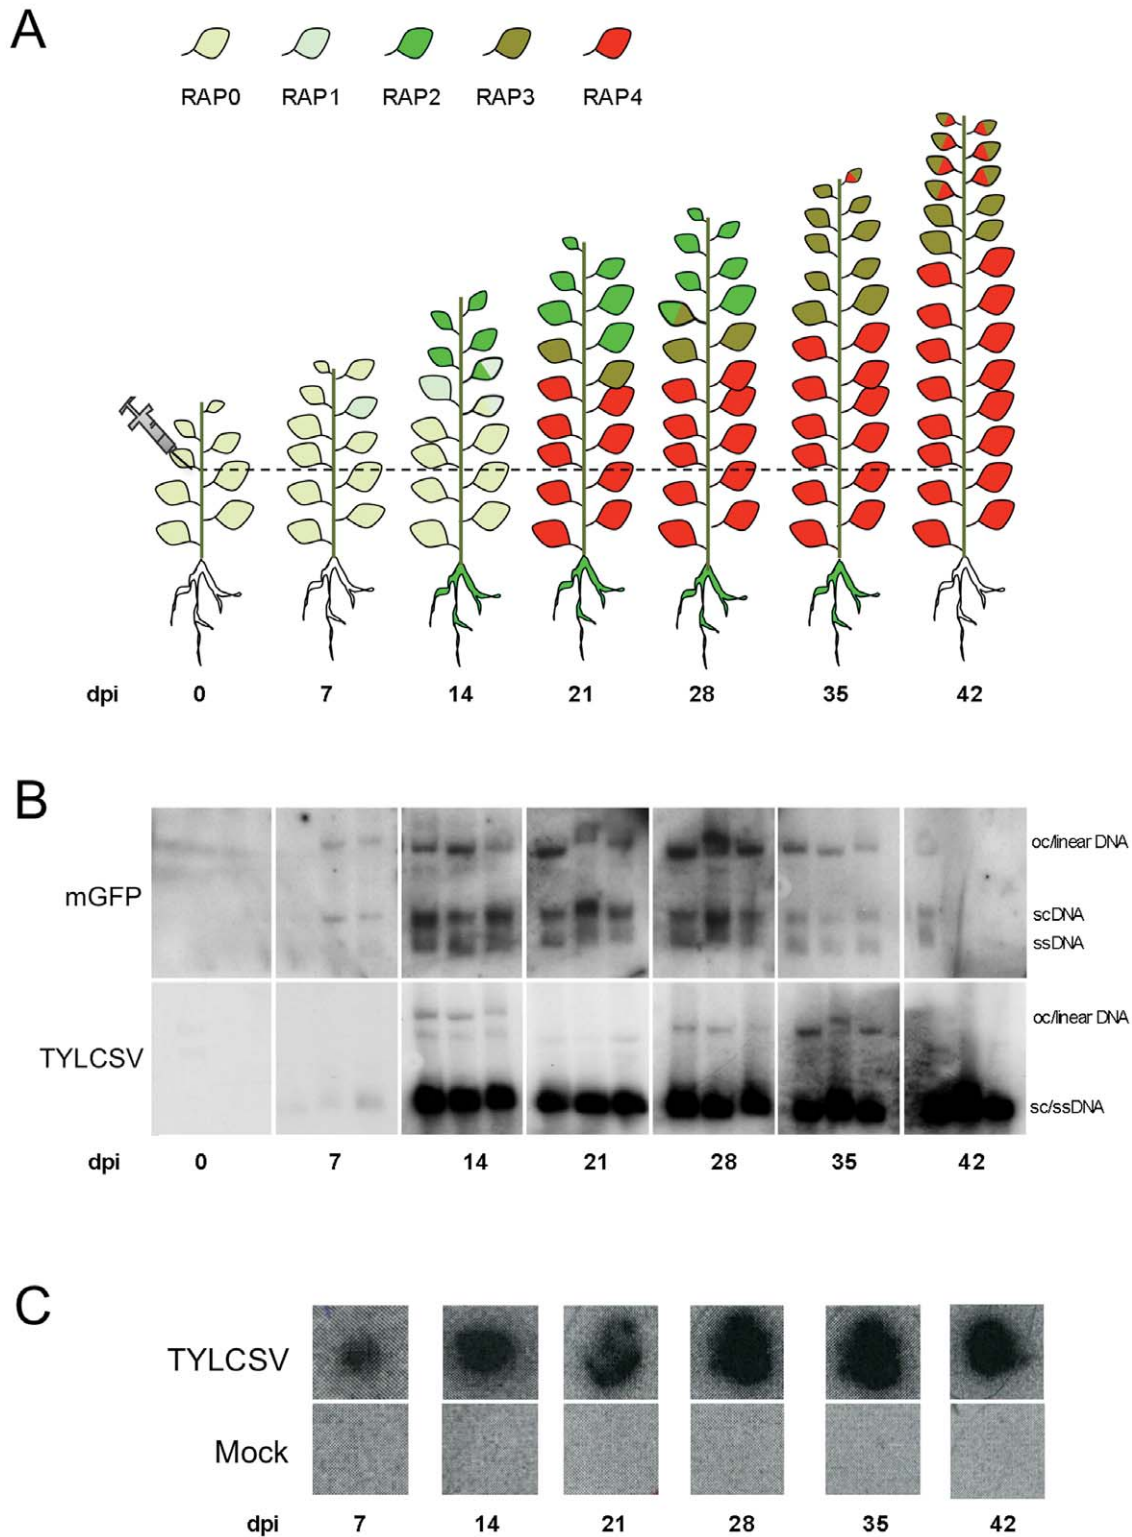 A
RAP0 RAP1 RAP2 RAP3 RAP4
dpi 0 7 14 21 28 35 42
B
mGFP
oc/linear DNA
scDNA
ssDNA
TYLCSV
oc/linear DNA
sc/ssDNA
dpi 0 7 14 21 28 35 42
C
TYLCSV
Mock
dpi 7 14 21 28 35 42